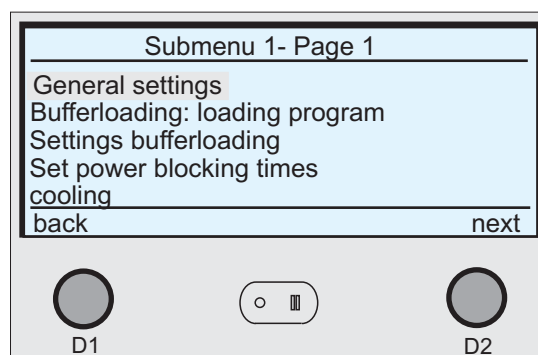 Submenu 1- Page 1
General settings
Bufferloading: loading program
Settings bufferloading
Set power blocking times
cooling
back next
D1 D2